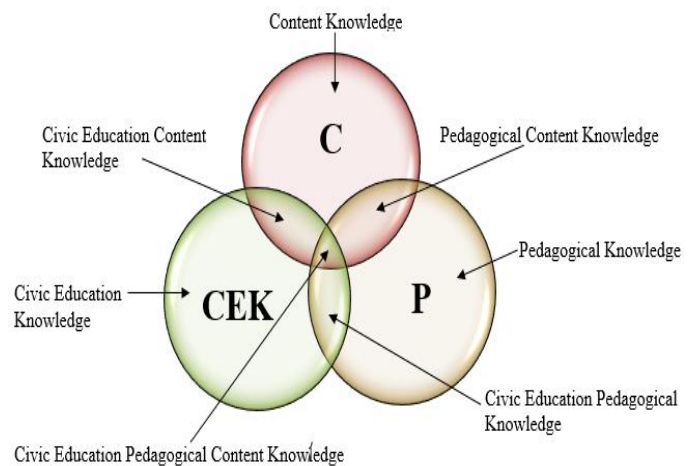 Content Knowledge
C
Civic Education Content
Knowledge
Pedagogical Content Knowledge
Pedagogical Knowledge
Civic Education
Knowledge
CEK
P
Civic Education Pedagogical
Knowledge
Civic Education Pedagogical Content Knowledge